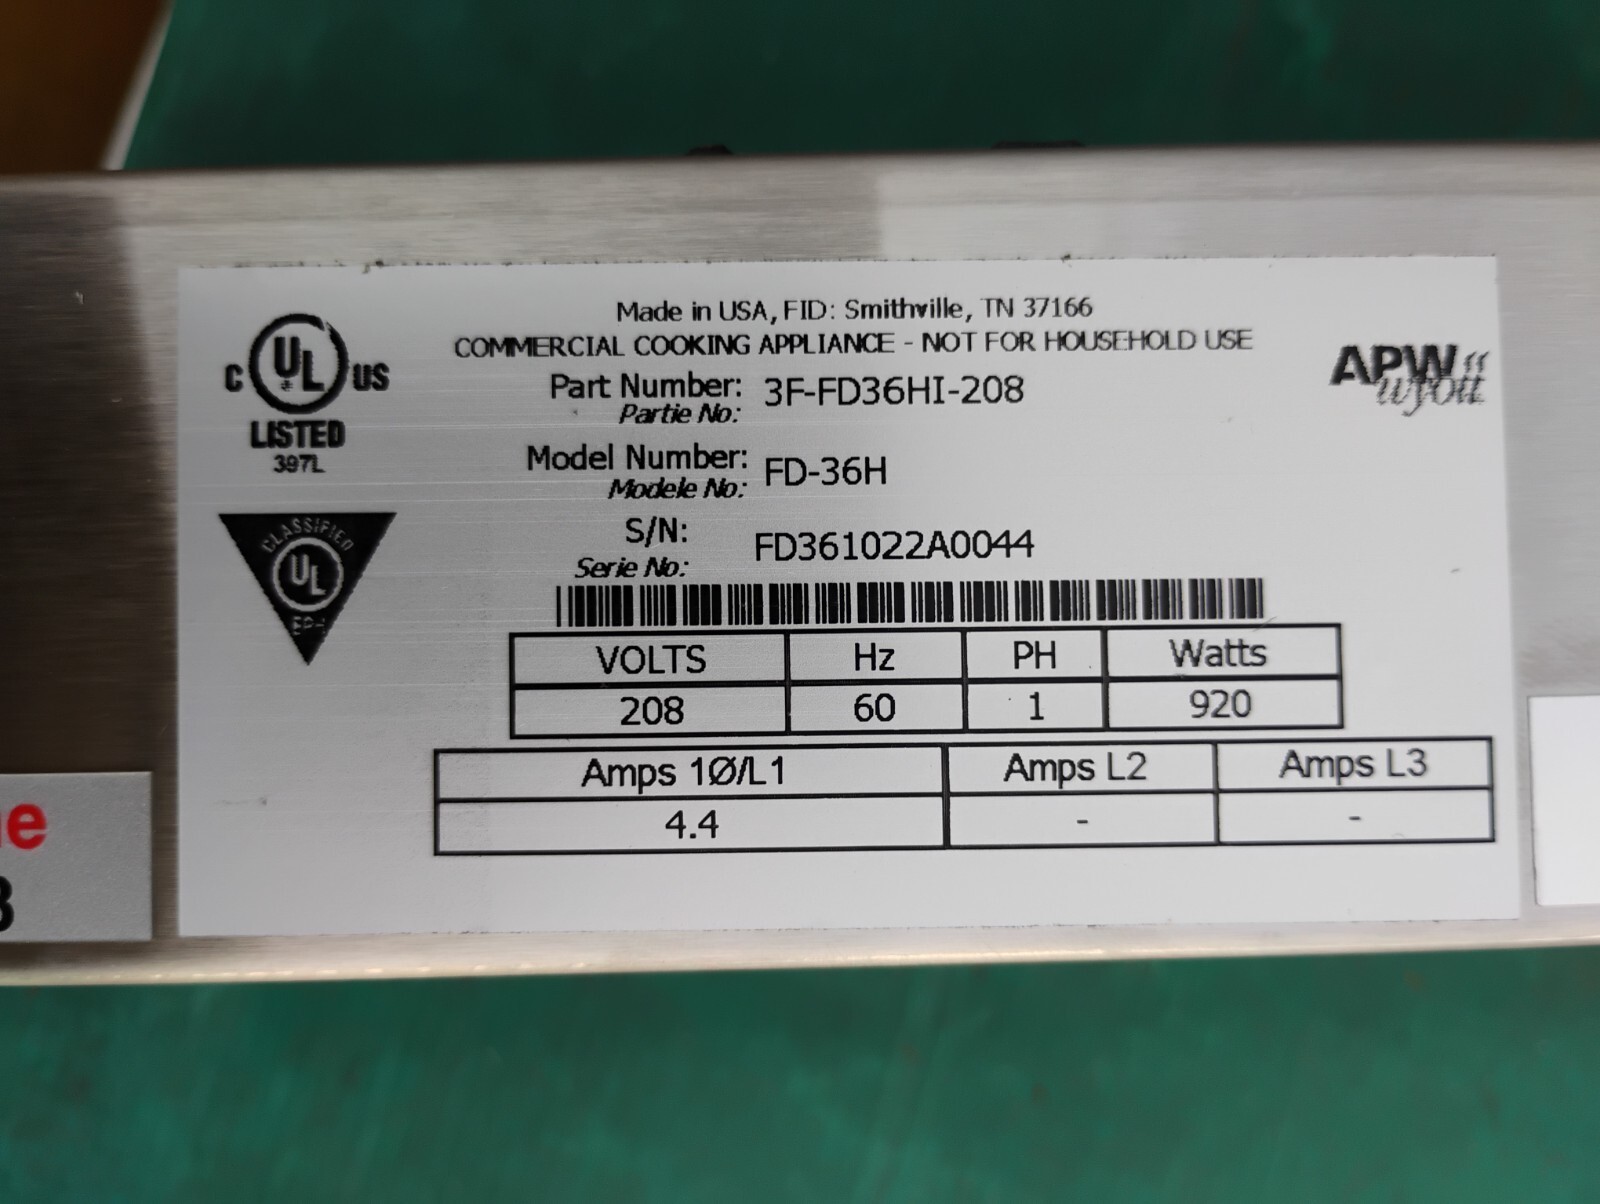 Made in USA, FID: Smithville, TN 37166
COMMERCIAL COOKING APPLIANCE - NOT FOR HOUSEHOLD USE
C UL US
LISTED
397L
APW wyott
Part Number: 3F-FD36HI-208
Partie No:
Model Number: FD-36H
Modele No:
CLASSIFIED
UL
S/N: FD361022A0044
Serie No:
VOLTS Hz PH Watts
208 60 1 920
Amps 1Ø/L1 Amps L2 Amps L3
4.4 - -
e
3